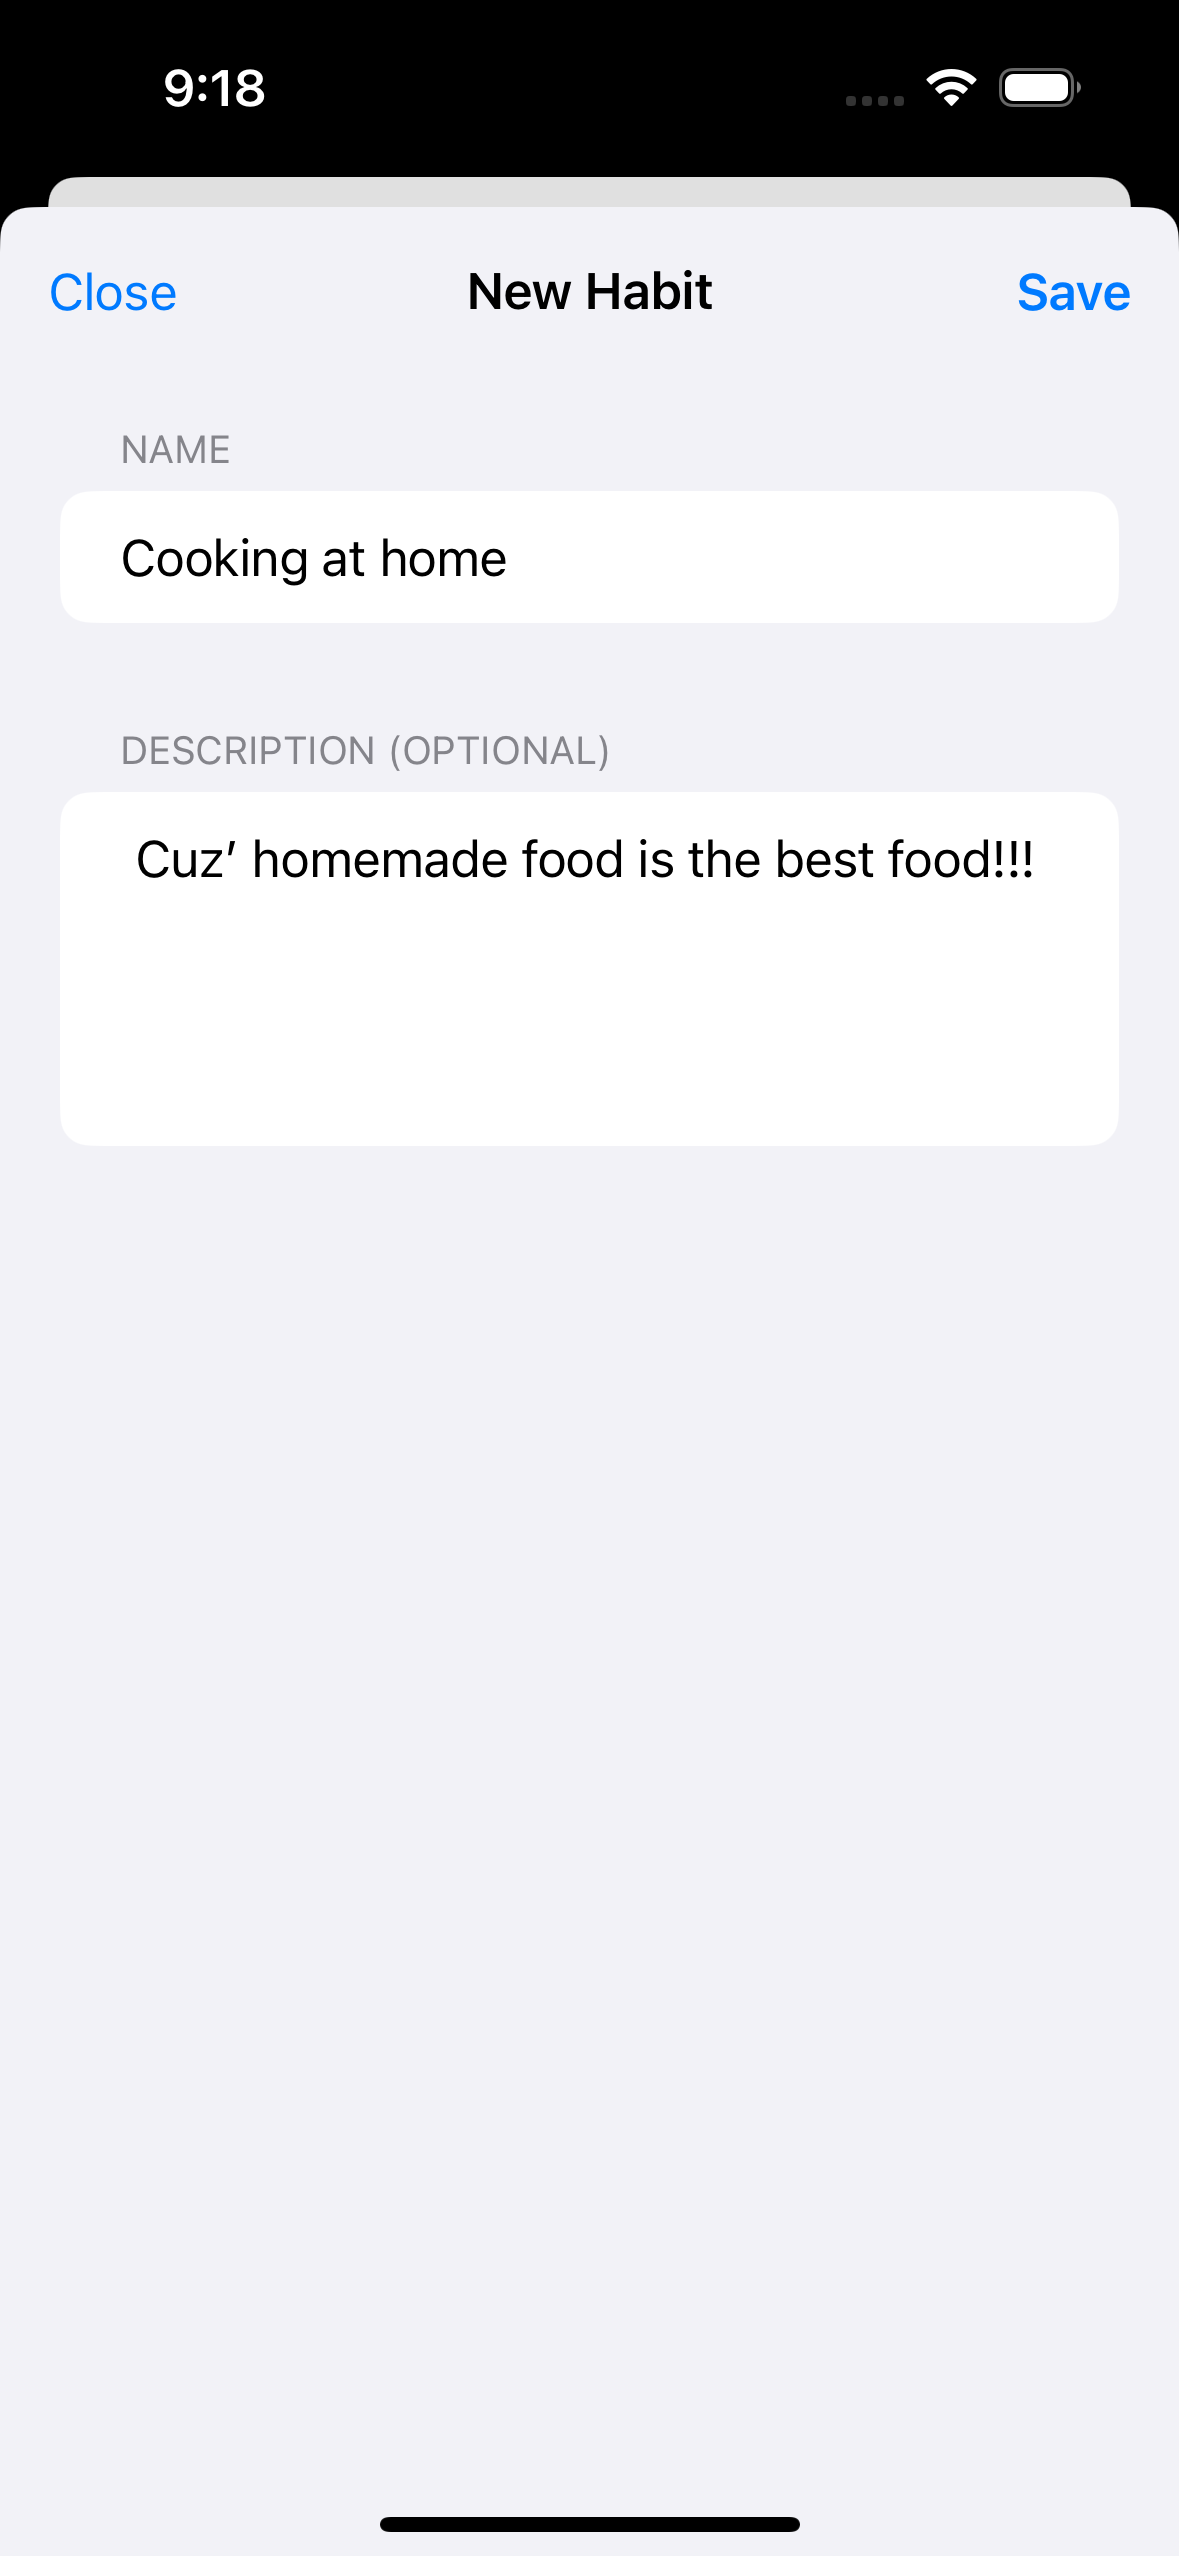 9:18
Close New Habit Save
NAME
Cooking at home
DESCRIPTION (OPTIONAL)
Cuz’ homemade food is the best food!!!